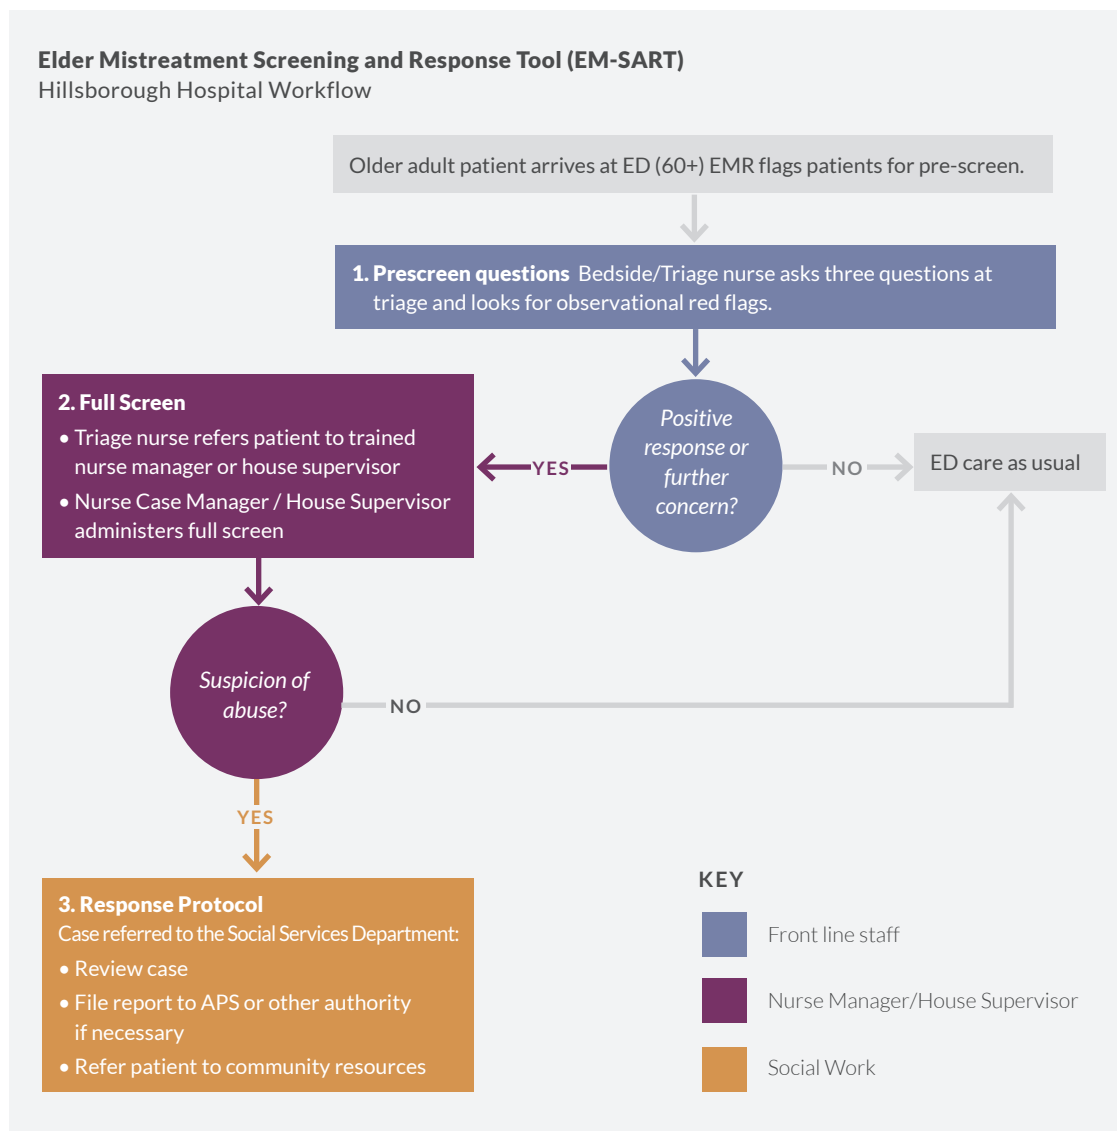 Elder Mistreatment Screening and Response Tool (EM-SART)
Hillsborough Hospital Workflow
Older adult patient arrives at ED (60+) EMR flags patients for pre-screen.
1. Prescreen questions Bedside/Triage nurse asks three questions at
triage and looks for observational red flags.
Positive
response or
further
concern?
YES
NO
ED care as usual
2. Full Screen
• Triage nurse refers patient to trained
nurse manager or house supervisor
• Nurse Case Manager / House Supervisor
administers full screen
Suspicion of
abuse?
NO
YES
3. Response Protocol
Case referred to the Social Services Department:
• Review case
• File report to APS or other authority
if necessary
• Refer patient to community resources
KEY
Front line staff
Nurse Manager/House Supervisor
Social Work